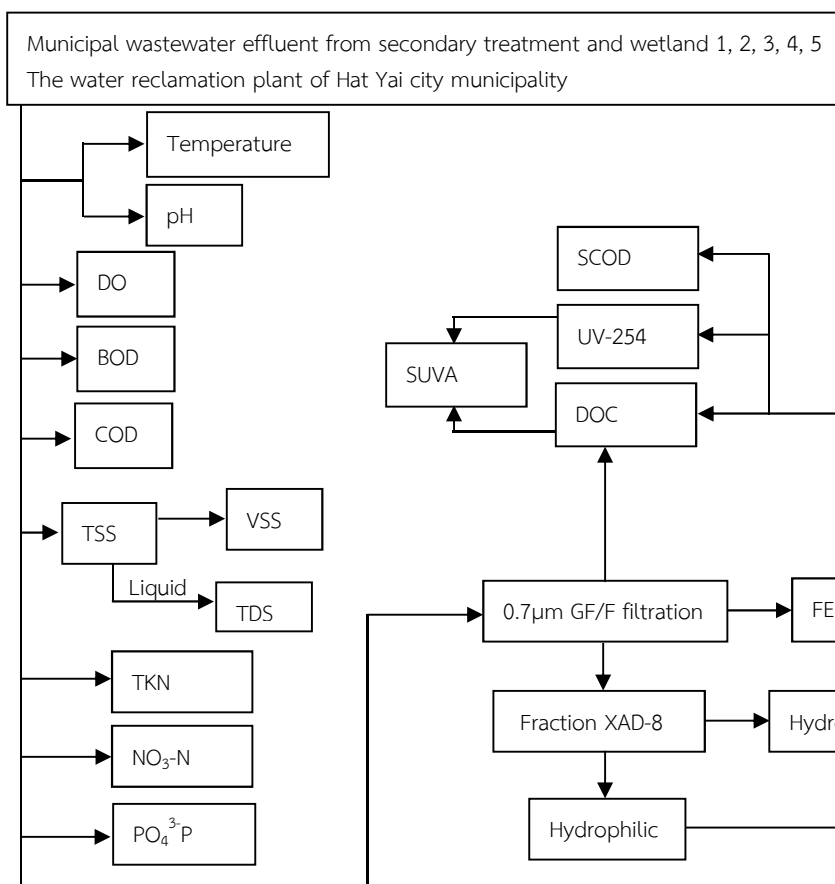 Municipal wastewater effluent from secondary treatment and wetland 1, 2, 3, 4, 5
The water reclamation plant of Hat Yai city municipality
Temperature
pH
DO
BOD
COD
TSS
VSS
Liquid
TDS
TKN
NO₃-N
PO₄³⁻P
SCOD
UV-254
SUVA
DOC
0.7µm GF/F filtration
FE
Fraction XAD-8
Hydro
Hydrophilic